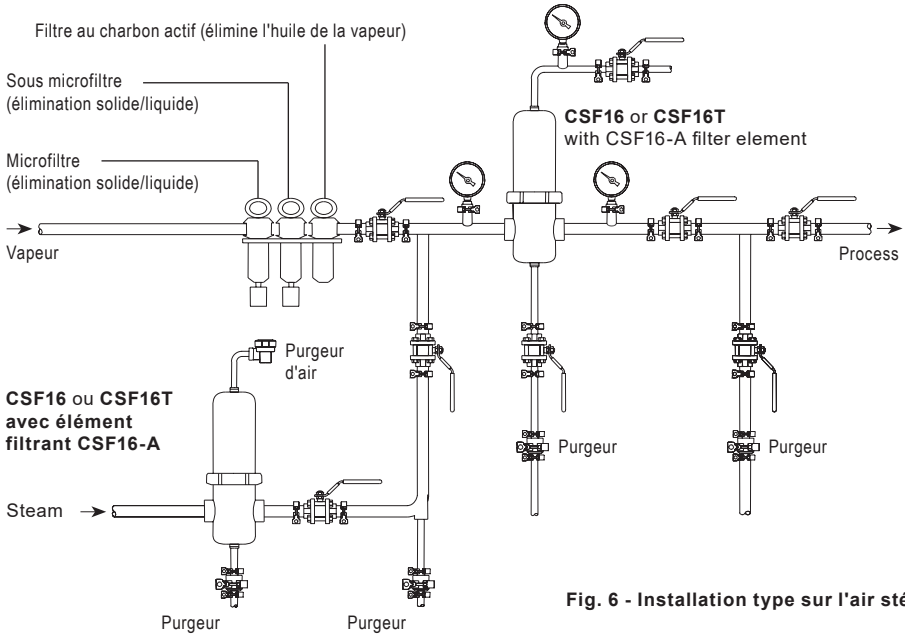 Filtre au charbon actif (élimine l'huile de la vapeur)
Sous microfiltre
(élimination solide/liquide)
Microfiltre
(élimination solide/liquide)
CSF16 or CSF16T
with CSF16-A filter element
Vapeur
Process
Purgeur
d'air
CSF16 ou CSF16T
avec élément
filtrant CSF16-A
Purgeur
Purgeur
Steam
Purgeur
Purgeur
Fig. 6 - Installation type sur l'air sté